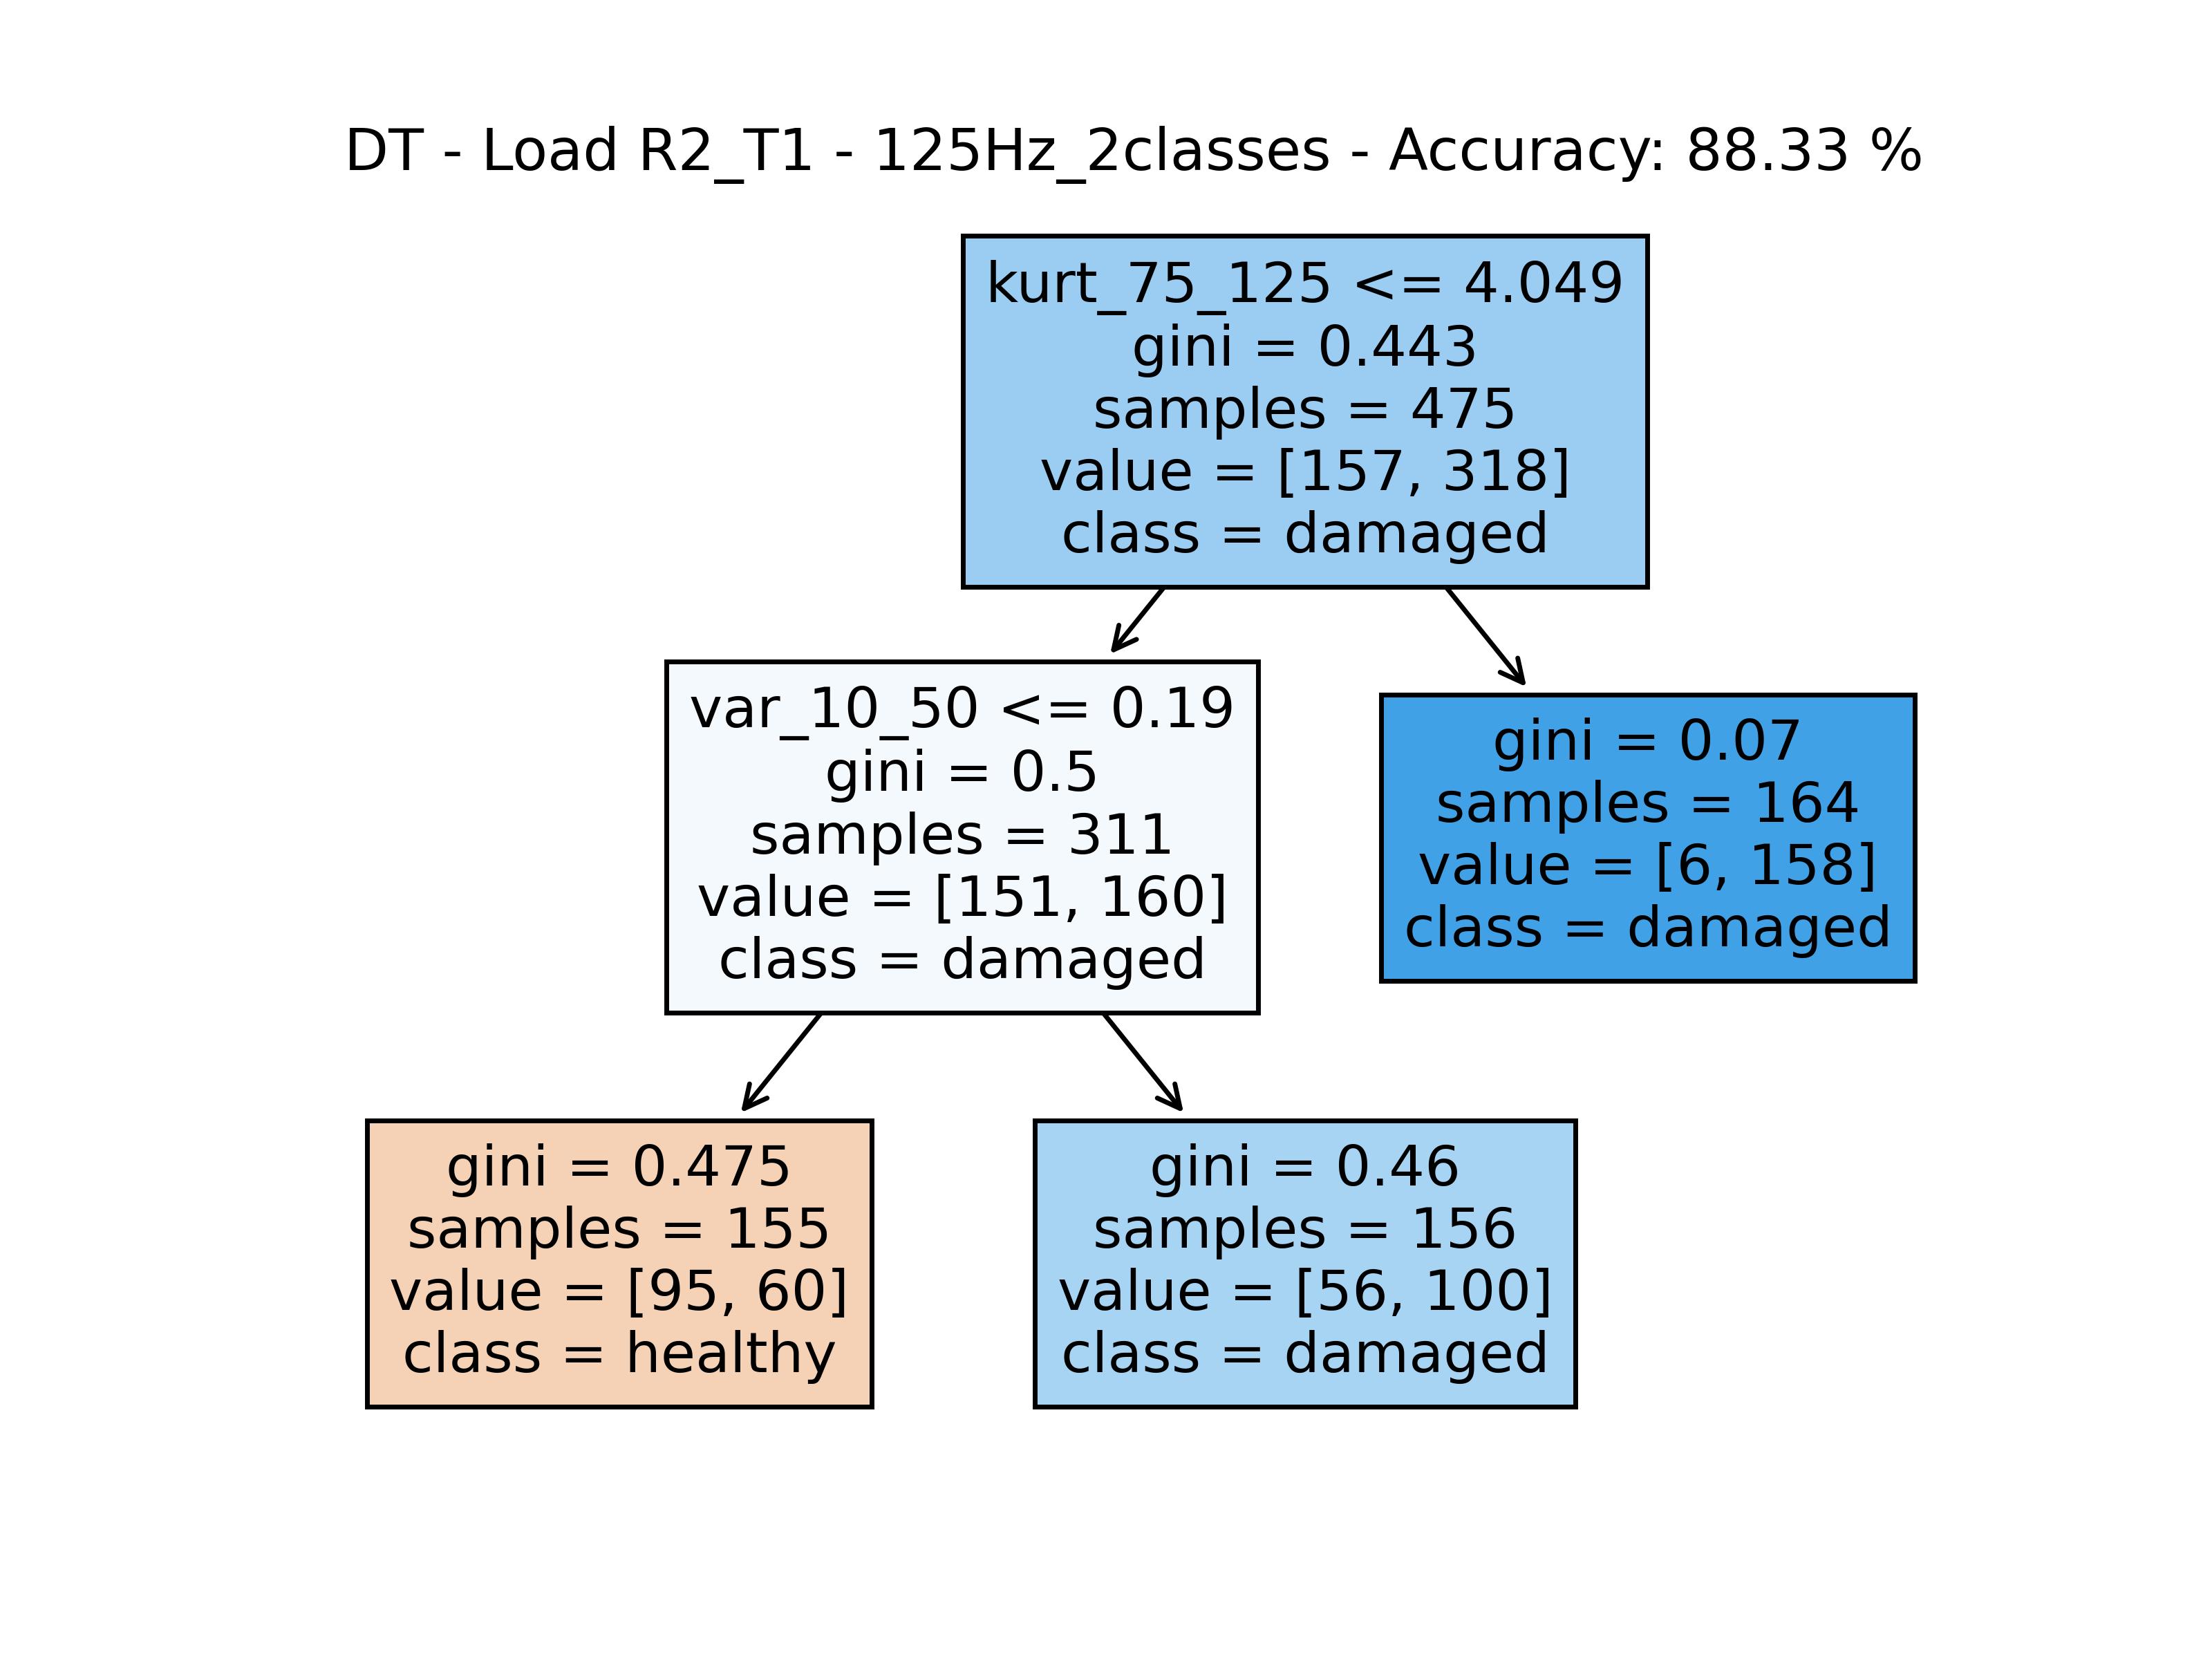 DT - Load R2_T1 - 125Hz_2classes - Accuracy: 88.33 %
kurt_75_125 <= 4.049
gini = 0.443
samples = 475
value = [157, 318]
class = damaged
var_10_50 <= 0.19
gini = 0.5
samples = 311
value = [151, 160]
class = damaged
gini = 0.07
samples = 164
value = [6, 158]
class = damaged
gini = 0.475
samples = 155
value = [95, 60]
class = healthy
gini = 0.46
samples = 156
value = [56, 100]
class = damaged